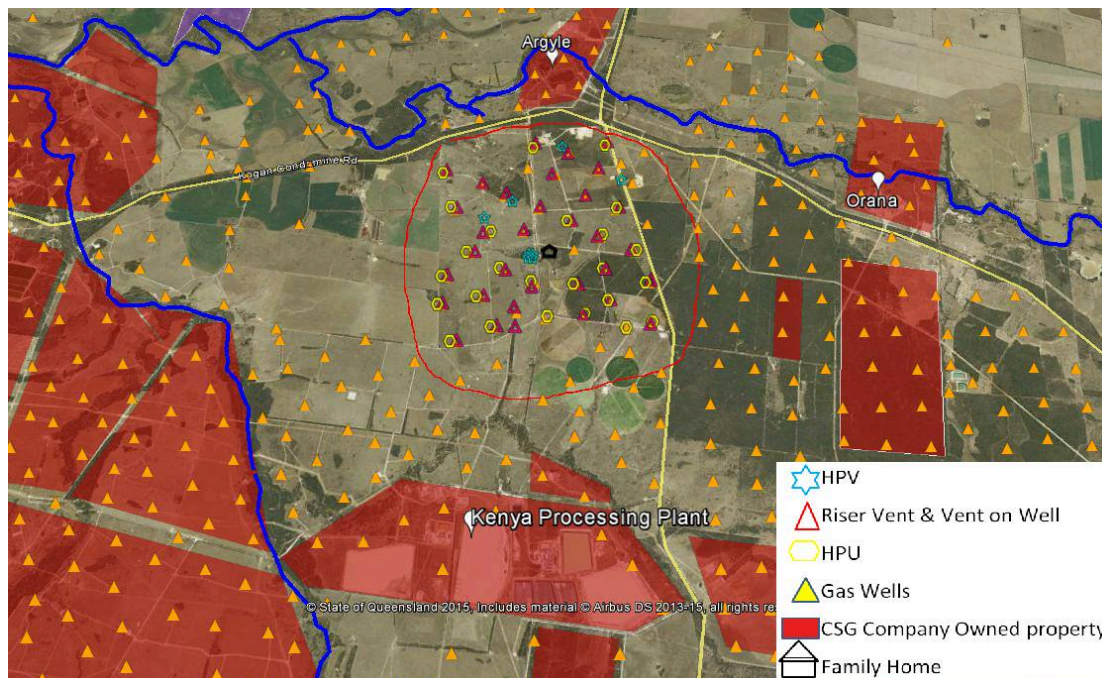 Argyle
Kogan Condamine Rd
Orana
Kenya Processing Plant
© State of Queensland 2015, Includes material © Airbus DS 2013-15, all rights res
HPV
Riser Vent & Vent on Well
HPU
Gas Wells
CSG Company Owned property
Family Home